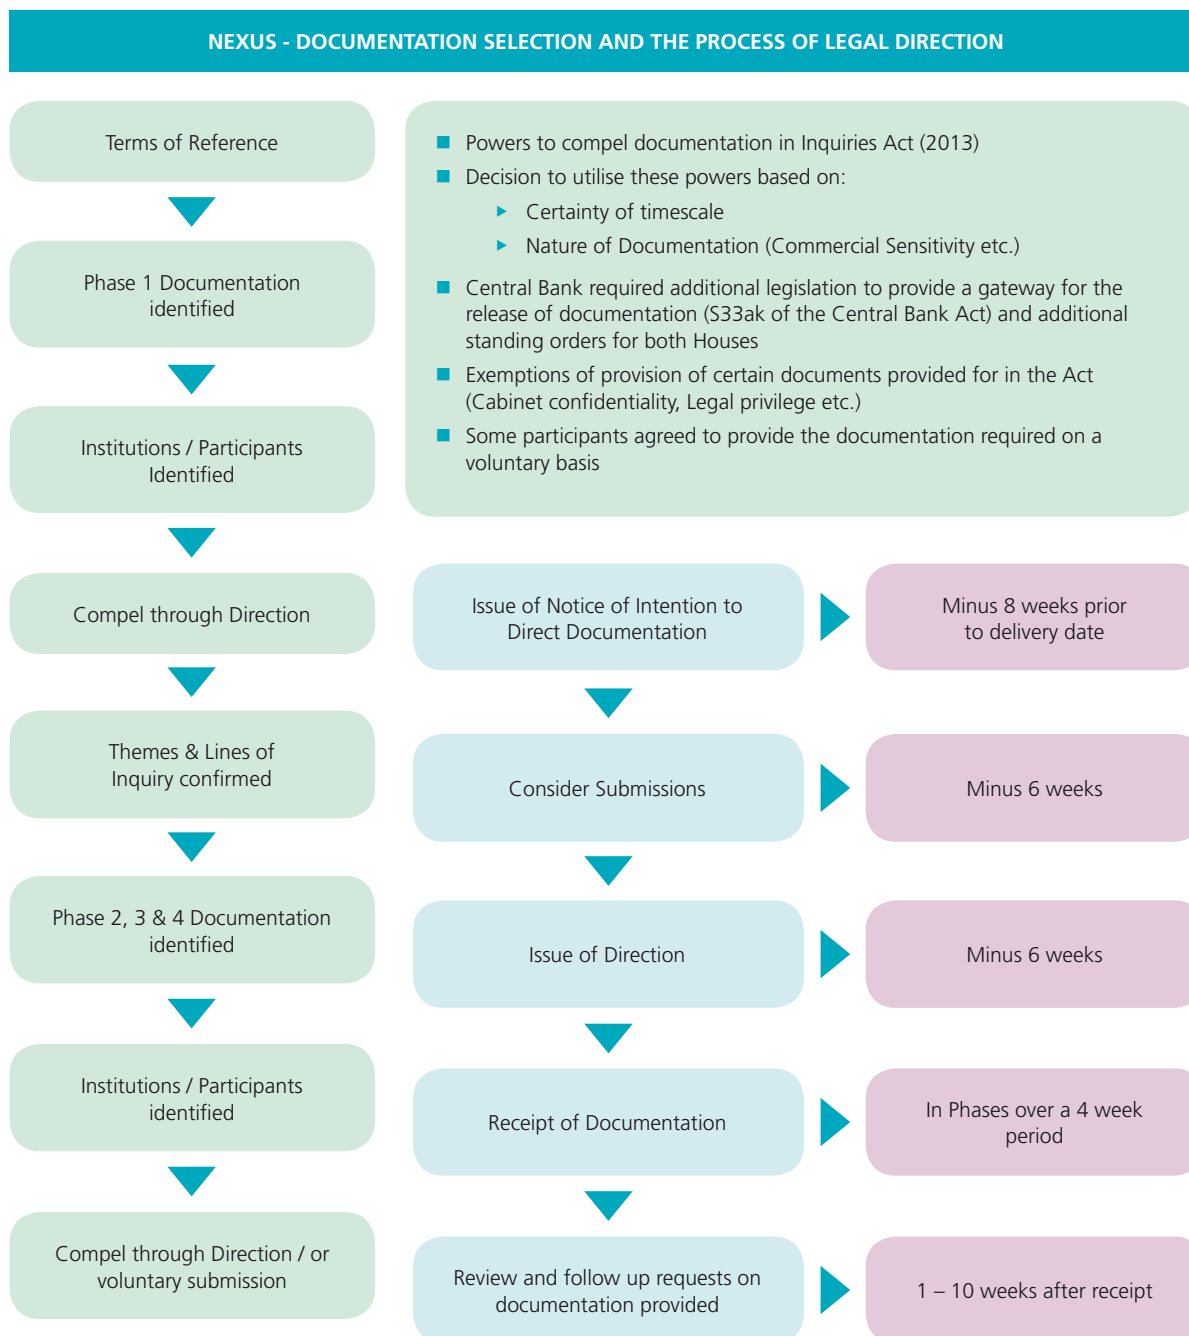 NEXUS - DOCUMENTATION SELECTION AND THE PROCESS OF LEGAL DIRECTION
Terms of Reference
Phase 1 Documentation
identified
Institutions / Participants
Identified
Compel through Direction
Themes & Lines of
Inquiry confirmed
Phase 2, 3 & 4 Documentation
identified
Institutions / Participants
identified
Compel through Direction / or
voluntary submission
Powers to compel documentation in Inquiries Act (2013)
Decision to utilise these powers based on:
Certainty of timescale
Nature of Documentation (Commercial Sensitivity etc.)
Central Bank required additional legislation to provide a gateway for the
release of documentation (S33ak of the Central Bank Act) and additional
standing orders for both Houses
Exemptions of provision of certain documents provided for in the Act
(Cabinet confidentiality, Legal privilege etc.)
Some participants agreed to provide the documentation required on a
voluntary basis
Issue of Notice of Intention to
Direct Documentation
Minus 8 weeks prior
to delivery date
Consider Submissions
Minus 6 weeks
Issue of Direction
Minus 6 weeks
Receipt of Documentation
In Phases over a 4 week
period
Review and follow up requests on
documentation provided
1 – 10 weeks after receipt